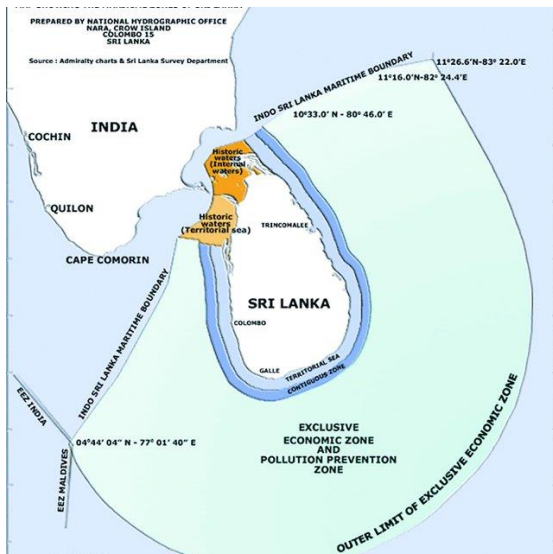 PREPARED BY NATIONAL HYDROGRAPHIC OFFICE
NARA, CROW ISLAND
COLOMBO 15
SRI LANKA
Source : Admiralty charts & Sri Lanka Survey Department
INDO SRI LANKA MARITIME BOUNDARY
11°26.6'N-83° 22.0'E
11°16.0'N-82° 24.4'E
10°33.0' N - 80° 46.0' E
INDIA
COCHIN
Historic
waters
(Internal
waters)
QUILON
Historic
waters
(Territorial sea)
TRINCOMALEE
CAPE COMORIN
SRI LANKA
COLOMBO
INDO SRI LANKA MARITIME BOUNDARY
GALLE
TERRITORIAL SEA
CONTIGUOUS ZONE
EEZ INDIA
04°44' 04" N - 77° 01' 40" E
EEZ MALDIVES
EXCLUSIVE
ECONOMIC ZONE
AND
POLLUTION PREVENTION
ZONE
OUTER LIMIT OF EXCLUSIVE ECONOMIC ZONE